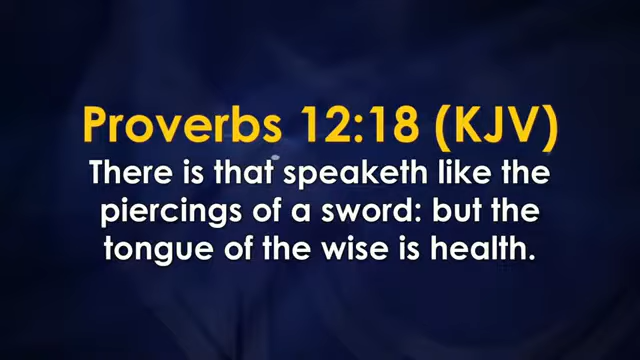 Proverbs 12:18 (KJV)
There is that speaketh like the
piercings of a sword: but the
tongue of the wise is health.